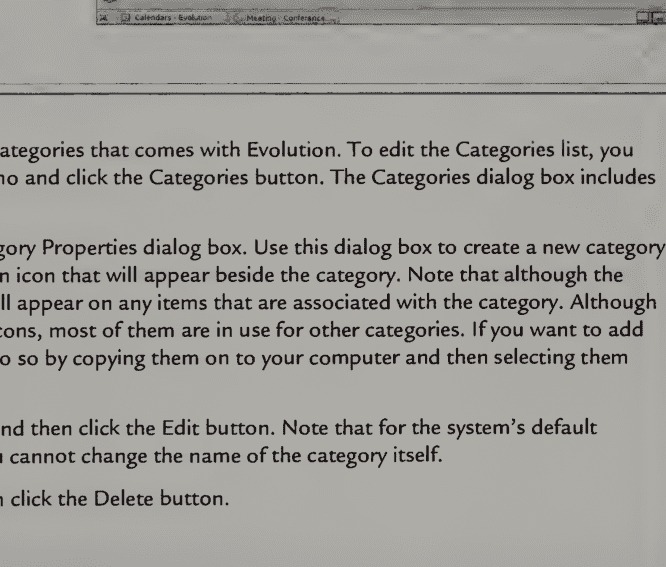 Calendars - Evolution Meeting - Conference...
ategories that comes with Evolution. To edit the Categories list, you
no and click the Categories button. The Categories dialog box includes
gory Properties dialog box. Use this dialog box to create a new category
n icon that will appear beside the category. Note that although the
ll appear on any items that are associated with the category. Although
cons, most of them are in use for other categories. If you want to add
o so by copying them on to your computer and then selecting them
nd then click the Edit button. Note that for the system's default
u cannot change the name of the category itself.
n click the Delete button.